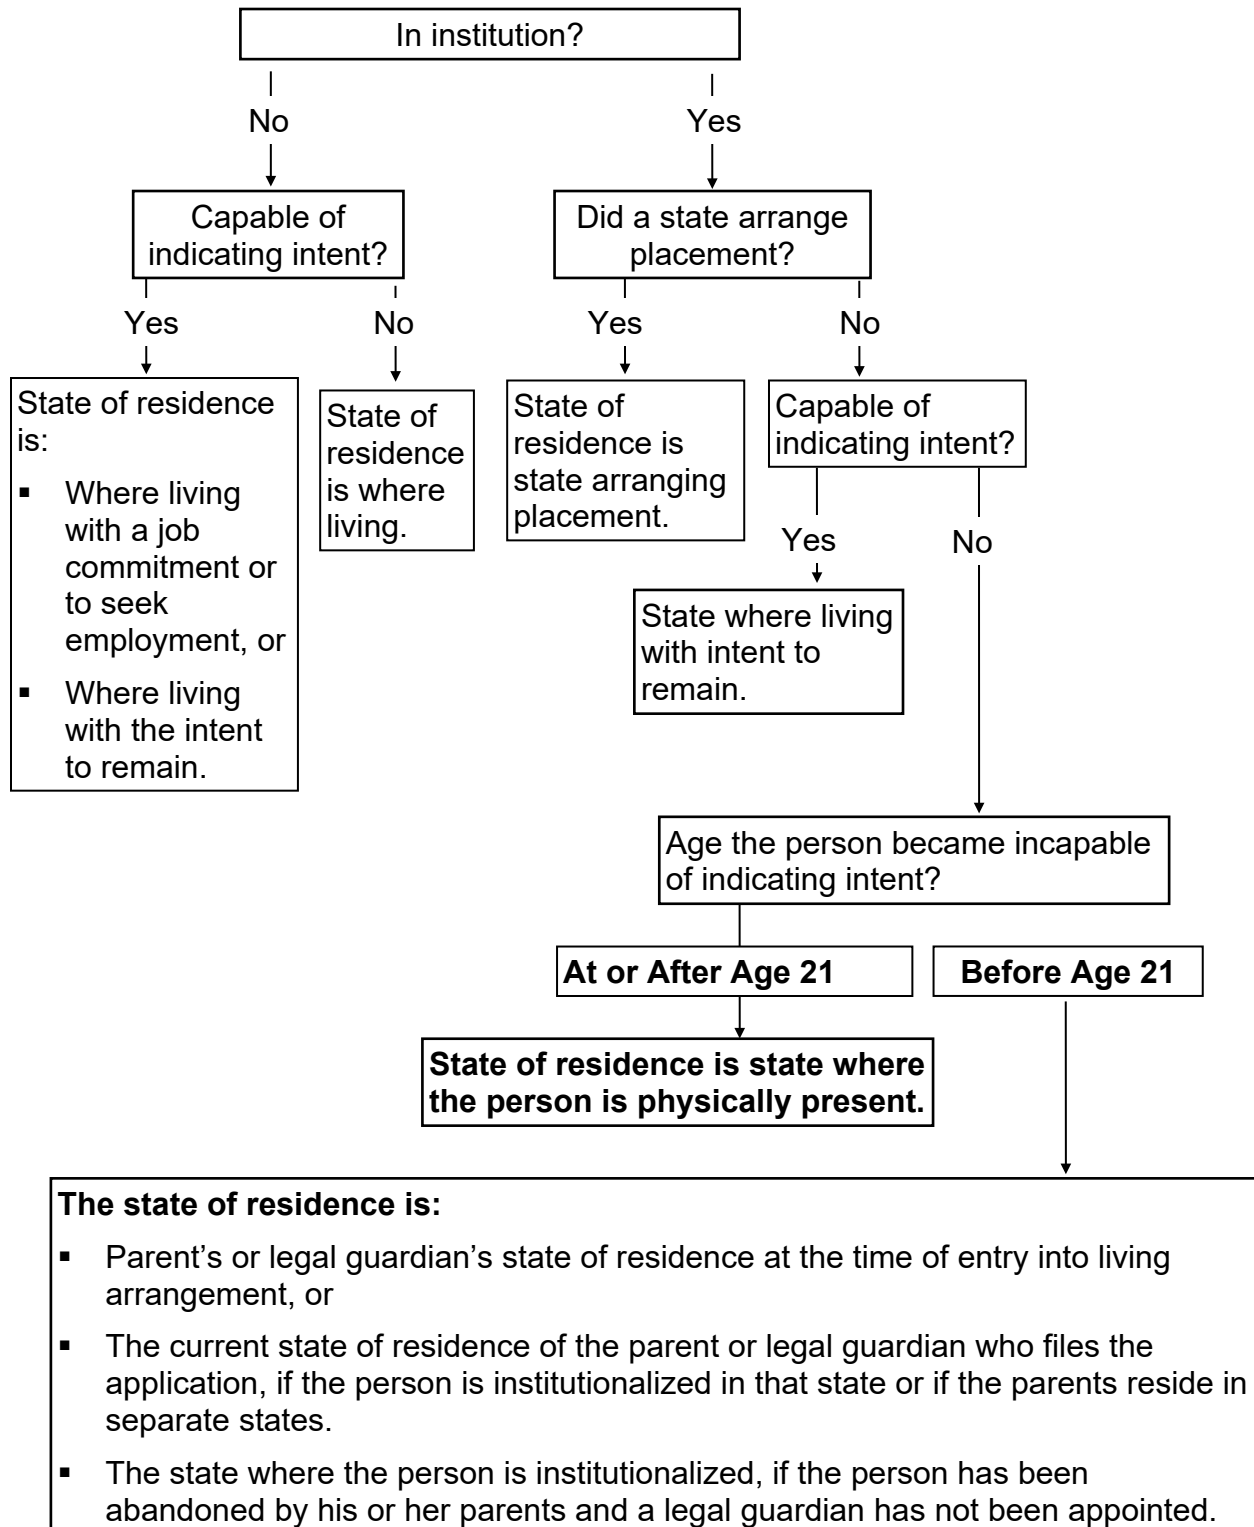 In institution?
No
Yes
Capable of
indicating intent?
Did a state arrange
placement?
Yes
No
Yes
No
State of residence
is:
▪ Where living
with a job
commitment or
to seek
employment, or
▪ Where living
with the intent
to remain.
State of
residence
is where
living.
State of
residence is
state arranging
placement.
Capable of
indicating intent?
Yes
No
State where living
with intent to
remain.
Age the person became incapable
of indicating intent?
At or After Age 21
Before Age 21
State of residence is state where
the person is physically present.
The state of residence is:
▪ Parent’s or legal guardian’s state of residence at the time of entry into living
arrangement, or
▪ The current state of residence of the parent or legal guardian who files the
application, if the person is institutionalized in that state or if the parents reside in
separate states.
▪ The state where the person is institutionalized, if the person has been
abandoned by his or her parents and a legal guardian has not been appointed.